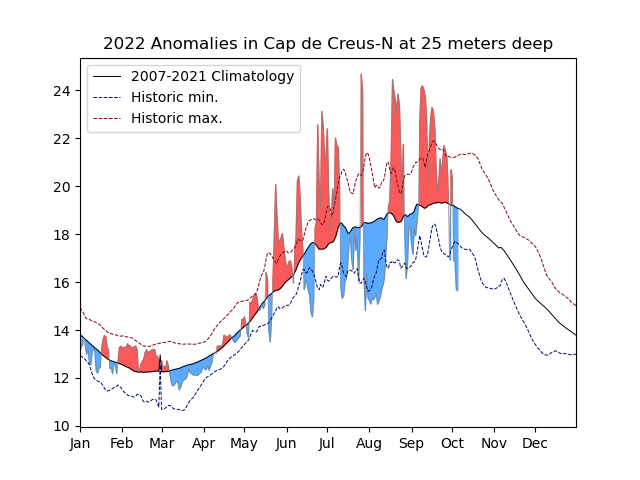 2022 Anomalies in Cap de Creus-N at 25 meters deep
2007-2021 Climatology
Historic min.
Historic max.
24
22
20
18
16
14
12
10
Jan Feb Mar Apr May Jun Jul Aug Sep Oct Nov Dec